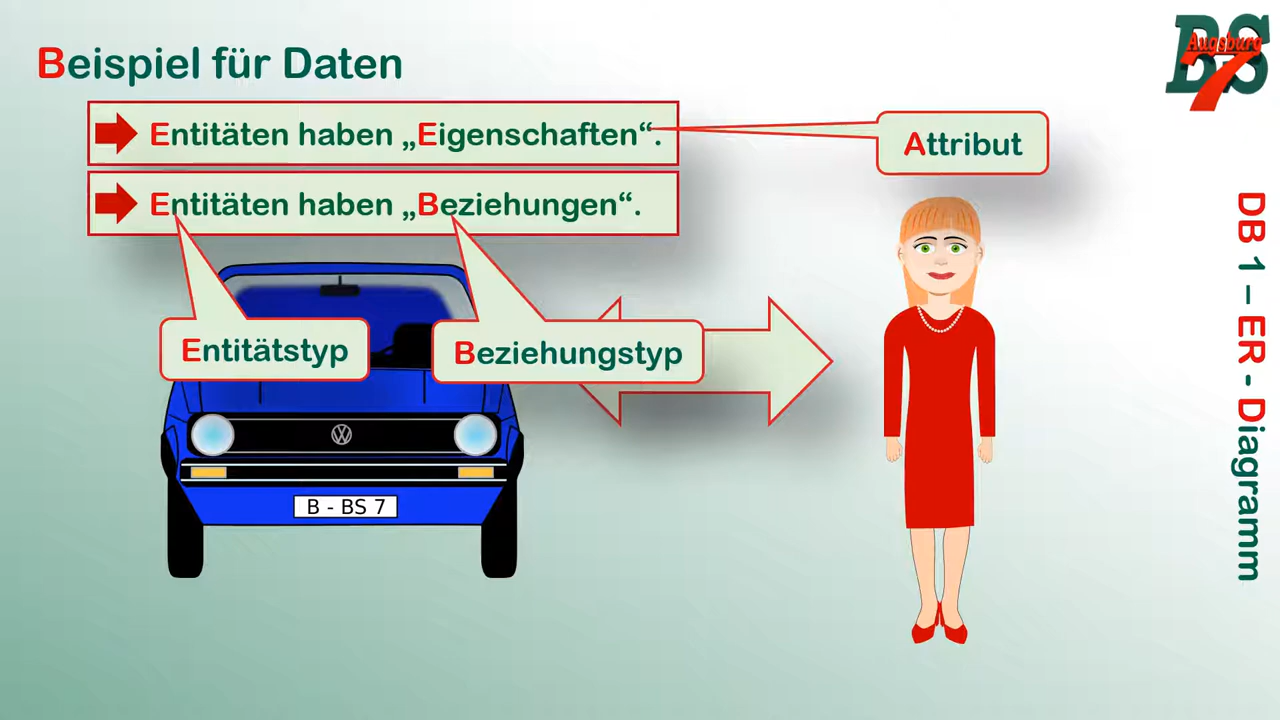 Beispiel für Daten
Entitäten haben „Eigenschaften“.
Entitäten haben „Beziehungen“.
Attribut
Entitätstyp
Beziehungstyp
B - BS 7
BS
Augsburg
7
DB 1 – ER - Diagramm